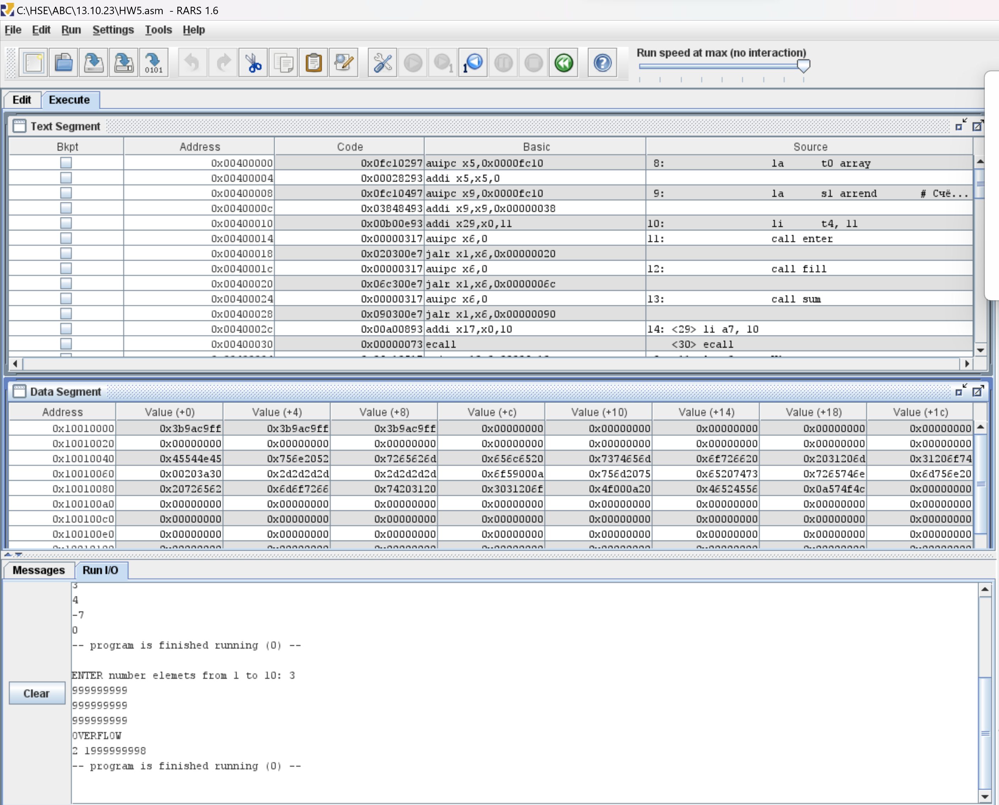 C:\HSE\ABC\13.10.23\HW5.asm - RARS 1.6
File Edit Run Settings Tools Help
Run speed at max (no interaction)
0101 1 1
Edit Execute
Text Segment
Bkpt Address Code Basic Source
0x00400000 0x0fc10297 auipc x5,0x0000fc10 8: la t0 array
0x00400004 0x00028293 addi x5,x5,0
0x00400008 0x0fc10497 auipc x9,0x0000fc10 9: la s1 arrend # Счё...
0x0040000c 0x03848493 addi x9,x9,0x00000038
0x00400010 0x00b00e93 addi x29,x0,11 10: li t4, 11
0x00400014 0x00000317 auipc x6,0 11: call enter
0x00400018 0x020300e7 jalr x1,x6,0x00000020
0x0040001c 0x00000317 auipc x6,0 12: call fill
0x00400020 0x06c300e7 jalr x1,x6,0x0000006c
0x00400024 0x00000317 auipc x6,0 13: call sum
0x00400028 0x090300e7 jalr x1,x6,0x00000090
0x0040002c 0x00a00893 addi x17,x0,10 14: <29> li a7, 10
0x00400030 0x00000073 ecall <30> ecall
Data Segment
Address Value (+0) Value (+4) Value (+8) Value (+c) Value (+10) Value (+14) Value (+18) Value (+1c)
0x10010000 0x3b9ac9ff 0x3b9ac9ff 0x3b9ac9ff 0x00000000 0x00000000 0x00000000 0x00000000 0x00000000
0x10010020 0x00000000 0x00000000 0x00000000 0x00000000 0x00000000 0x00000000 0x00000000 0x00000000
0x10010040 0x45544e45 0x756e2052 0x7265626d 0x656c6520 0x7374656d 0x6f726620 0x2031206d 0x31206f74
0x10010060 0x00203a30 0x2d2d2d2d 0x2d2d2d2d 0x6f59000a 0x756d2075 0x65207473 0x7265746e 0x6d756e20
0x10010080 0x20726562 0x6d6f7266 0x74203120 0x3031206f 0x4f000a20 0x46524556 0x0a574f4c 0x00000000
0x100100a0 0x00000000 0x00000000 0x00000000 0x00000000 0x00000000 0x00000000 0x00000000 0x00000000
0x100100c0 0x00000000 0x00000000 0x00000000 0x00000000 0x00000000 0x00000000 0x00000000 0x00000000
0x100100e0 0x00000000 0x00000000 0x00000000 0x00000000 0x00000000 0x00000000 0x00000000 0x00000000
Messages Run I/O
3
4
-7
0
-- program is finished running (0) --
ENTER number elemets from 1 to 10: 3
Clear
999999999
999999999
999999999
OVERFLOW
2 1999999998
-- program is finished running (0) --